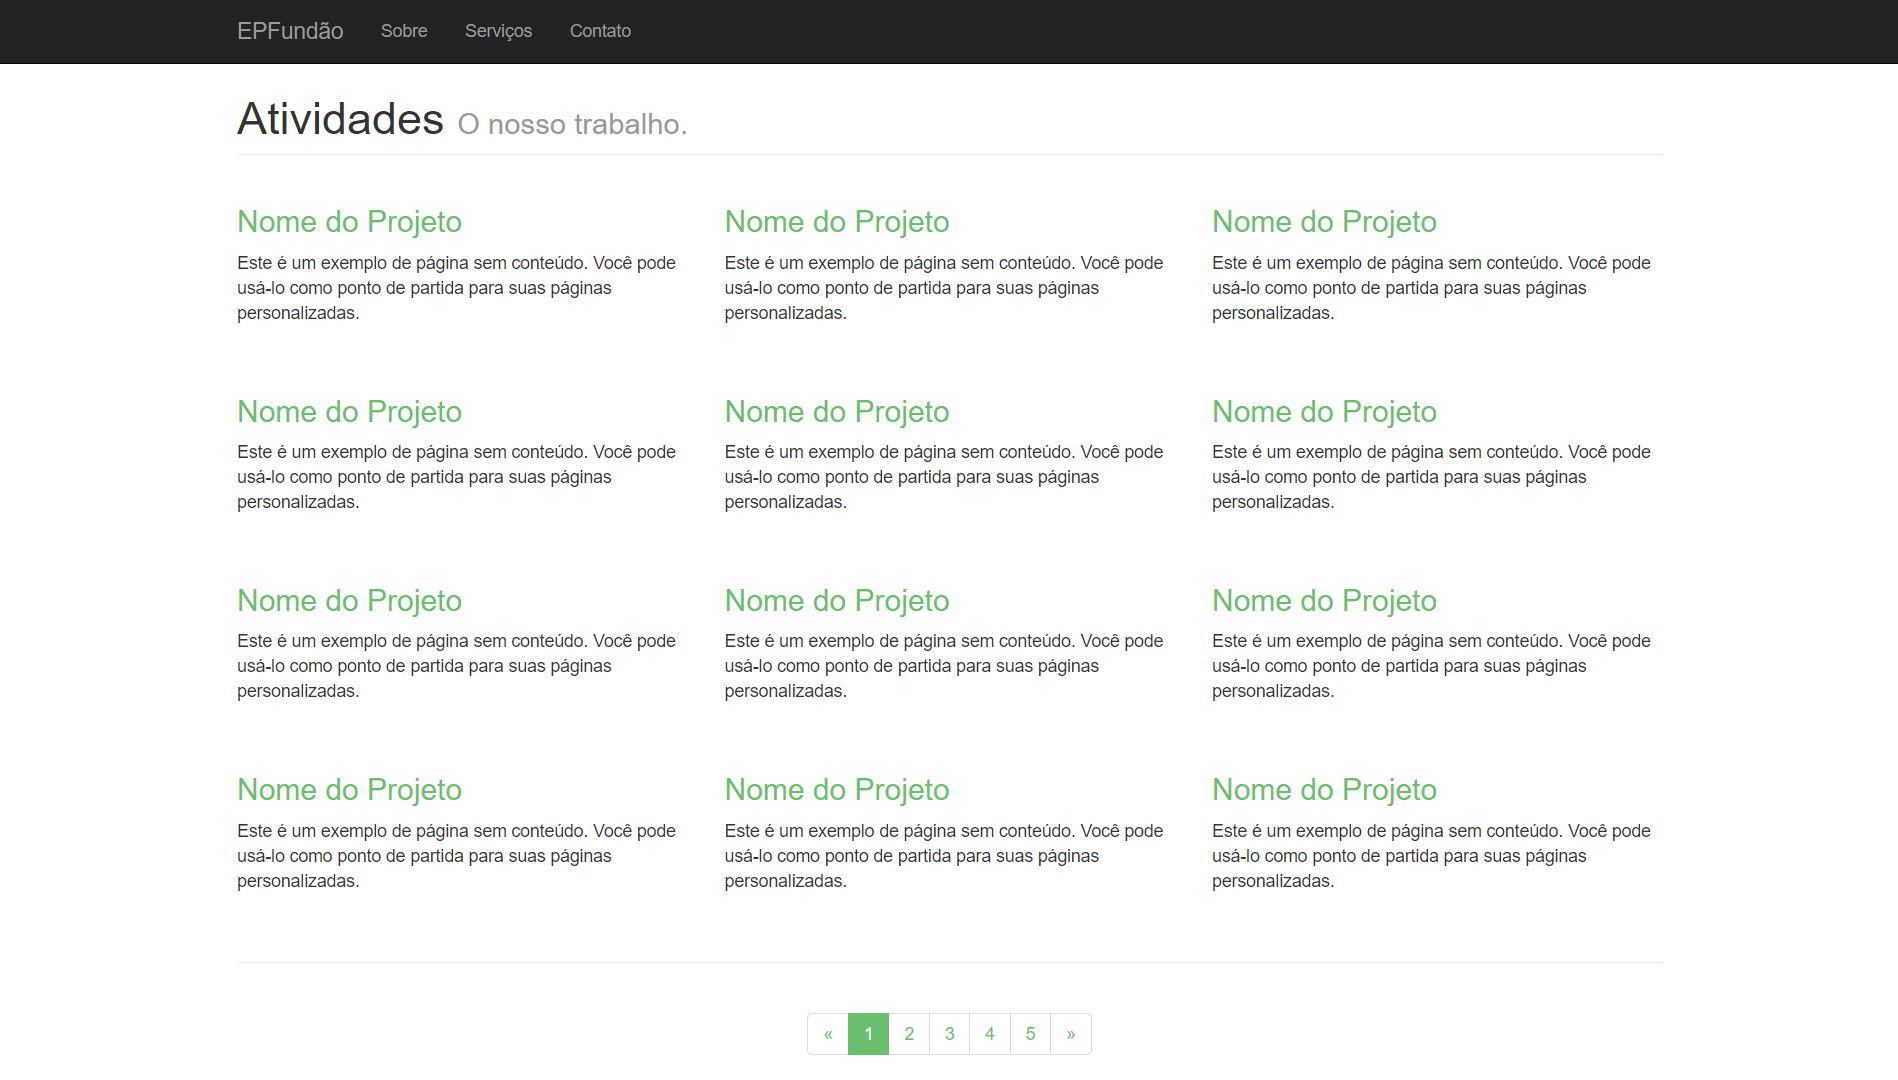 EPFundão Sobre Serviços Contato
Atividades O nosso trabalho.
Nome do Projeto
Este é um exemplo de página sem conteúdo. Você pode
usá-lo como ponto de partida para suas páginas
personalizadas.
Nome do Projeto
Este é um exemplo de página sem conteúdo. Você pode
usá-lo como ponto de partida para suas páginas
personalizadas.
Nome do Projeto
Este é um exemplo de página sem conteúdo. Você pode
usá-lo como ponto de partida para suas páginas
personalizadas.
Nome do Projeto
Este é um exemplo de página sem conteúdo. Você pode
usá-lo como ponto de partida para suas páginas
personalizadas.
Nome do Projeto
Este é um exemplo de página sem conteúdo. Você pode
usá-lo como ponto de partida para suas páginas
personalizadas.
Nome do Projeto
Este é um exemplo de página sem conteúdo. Você pode
usá-lo como ponto de partida para suas páginas
personalizadas.
Nome do Projeto
Este é um exemplo de página sem conteúdo. Você pode
usá-lo como ponto de partida para suas páginas
personalizadas.
Nome do Projeto
Este é um exemplo de página sem conteúdo. Você pode
usá-lo como ponto de partida para suas páginas
personalizadas.
Nome do Projeto
Este é um exemplo de página sem conteúdo. Você pode
usá-lo como ponto de partida para suas páginas
personalizadas.
Nome do Projeto
Este é um exemplo de página sem conteúdo. Você pode
usá-lo como ponto de partida para suas páginas
personalizadas.
Nome do Projeto
Este é um exemplo de página sem conteúdo. Você pode
usá-lo como ponto de partida para suas páginas
personalizadas.
Nome do Projeto
Este é um exemplo de página sem conteúdo. Você pode
usá-lo como ponto de partida para suas páginas
personalizadas.
« 1 2 3 4 5 »